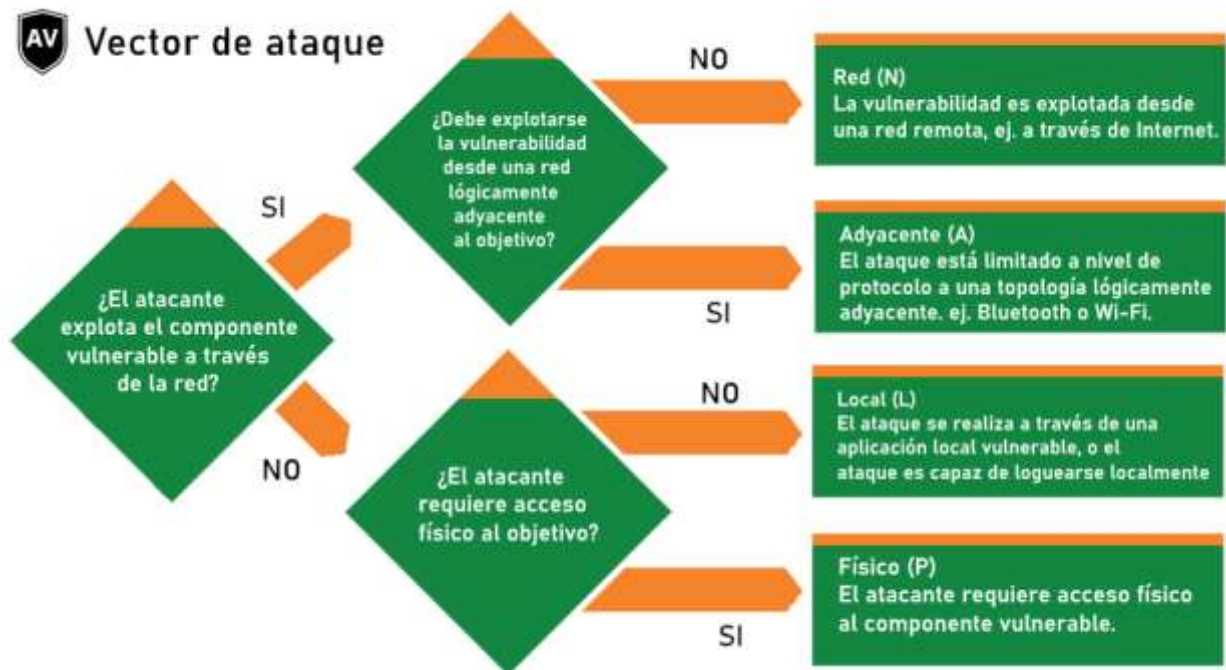 AV
Vector de ataque
¿El atacante
explota el componente
vulnerable a través
de la red?
SI
NO
¿Debe explotarse
la vulnerabilidad
desde una red
lógicamente
adyacente
al objetivo?
NO
SI
¿El atacante
requiere acceso
físico al objetivo?
NO
SI
Red (N)
La vulnerabilidad es explotada desde
una red remota, ej. a través de Internet.
Adyacente (A)
El ataque está limitado a nivel de
protocolo a una topología lógicamente
adyacente. ej. Bluetooth o Wi-Fi.
Local (L)
El ataque se realiza a través de una
aplicación local vulnerable, o el
ataque es capaz de loguearse localmente
Físico (P)
El atacante requiere acceso físico
al componente vulnerable.